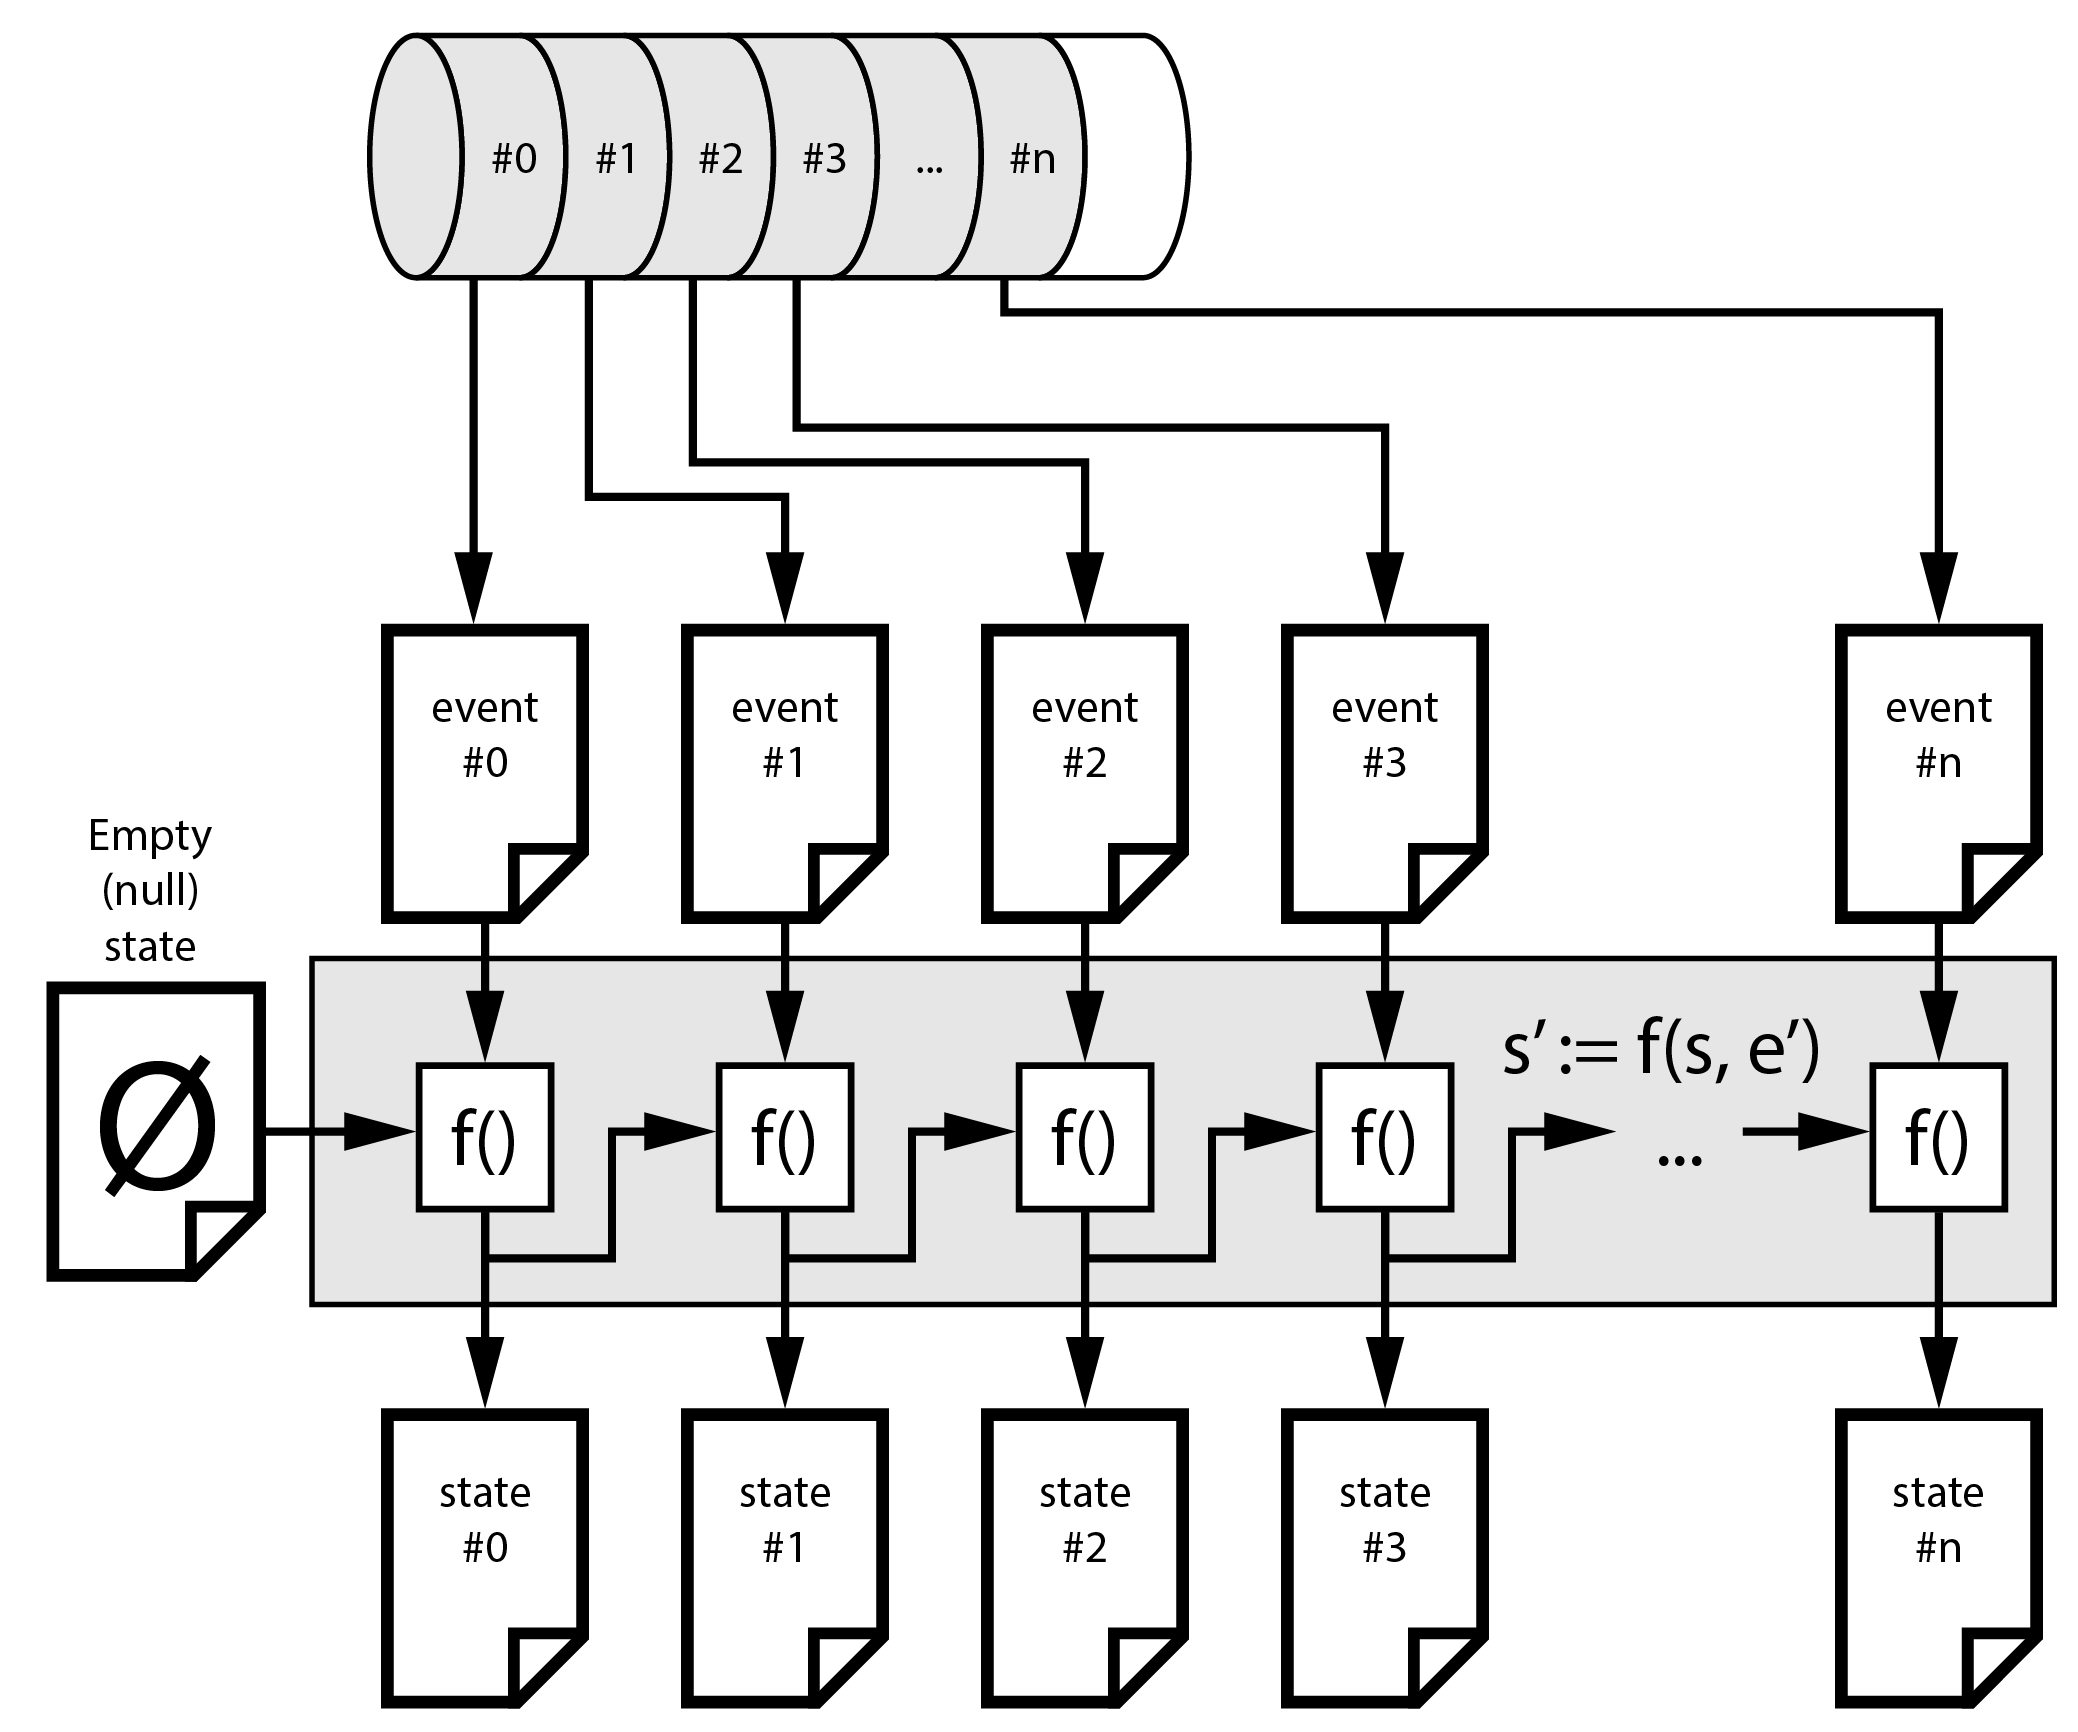 #0 #1 #2 #3 ... #n
event
#0
event
#1
event
#2
event
#3
event
#n
Empty
(null)
state
Ø
s′ := f(s, e′)
f() f() f() f() ... f()
state
#0
state
#1
state
#2
state
#3
state
#n